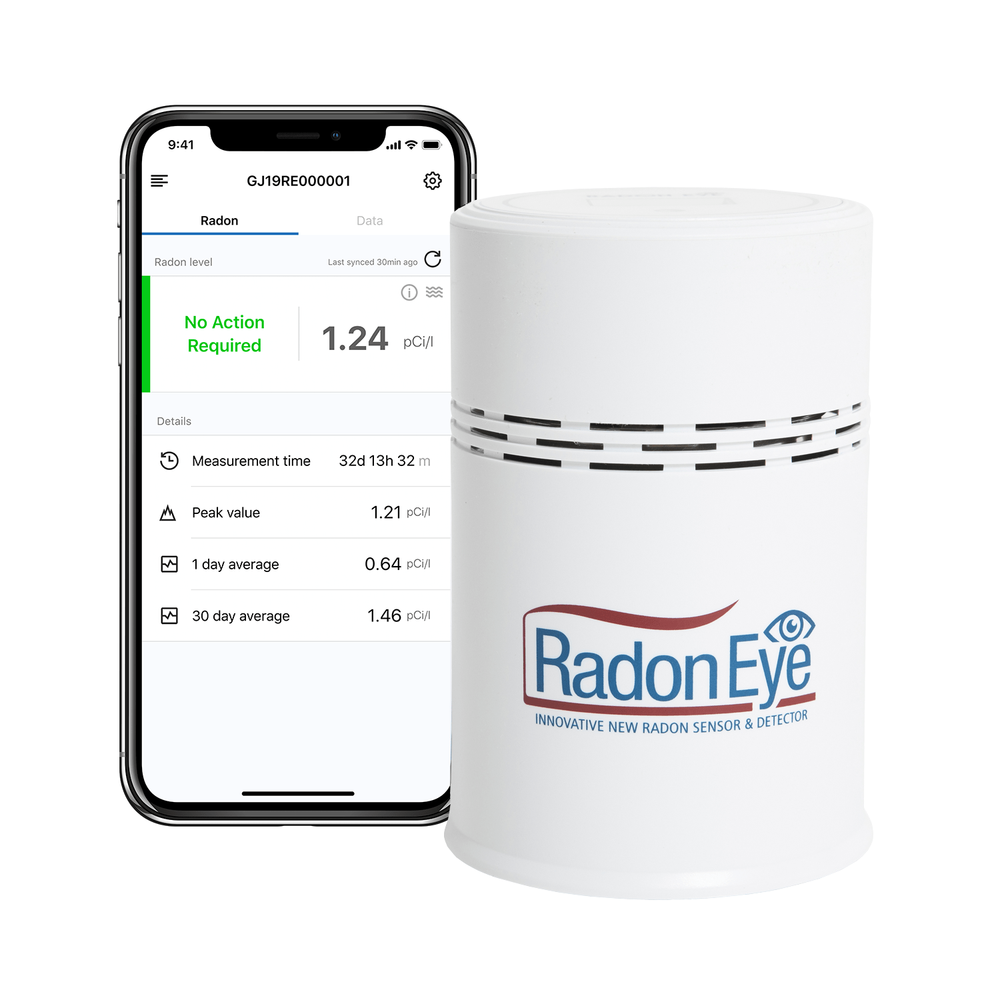 9:41
GJ19RE000001
Radon Data
Radon level Last synced 30min ago
No Action
Required
1.24 pCi/l
Details
Measurement time 32d 13h 32 m
Peak value 1.21 pCi/l
1 day average 0.64 pCi/l
30 day average 1.46 pCi/l
Radon Eye
INNOVATIVE NEW RADON SENSOR & DETECTOR